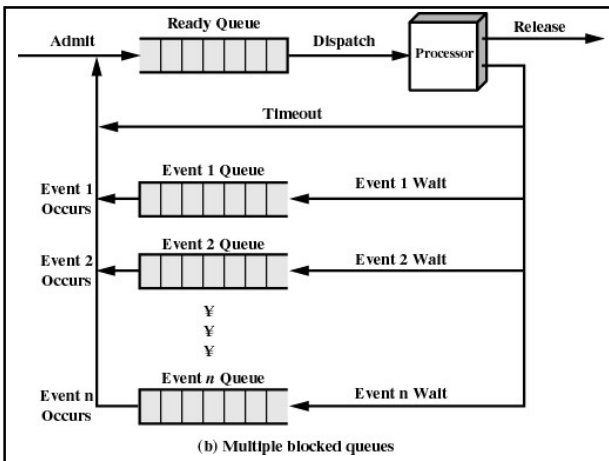 Ready Queue
Admit
Dispatch
Processor
Release
Timeout
Event 1 Queue
Event 1
Occurs
Event 1 Wait
Event 2 Queue
Event 2
Occurs
Event 2 Wait
¥
¥
¥
Event n Queue
Event n
Occurs
Event n Wait
(b) Multiple blocked queues